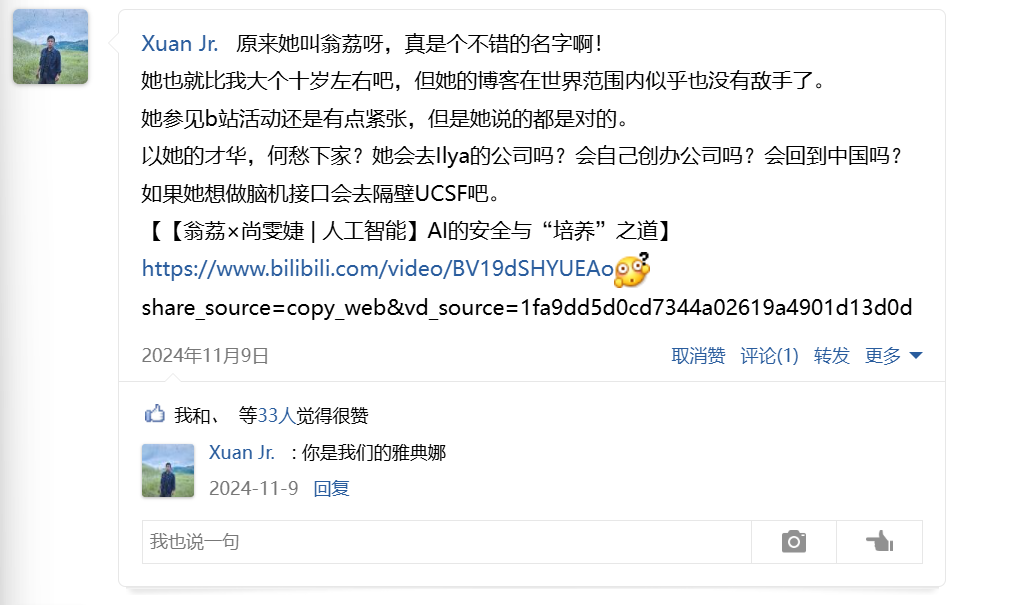 Xuan Jr. 原来她叫翁荔呀，真是个不错的名字啊！
她也就比我大个十岁左右吧，但她的博客在世界范围内似乎也没有敌手了。
她参见b站活动还是有点紧张，但是她说的都是对的。
以她的才华，何愁下家？她会去Ilya的公司吗？会自己创办公司吗？会回到中国吗？
如果她想做脑机接口会去隔壁UCSF吧。
【【翁荔×尚雯婕 | 人工智能】AI的安全与“培养”之道】
https://www.bilibili.com/video/BV19dSHYUEAo
share_source=copy_web&vd_source=1fa9dd5d0cd7344a02619a4901d13d0d
2024年11月9日 取消赞 评论(1) 转发 更多
我和、 等33人觉得很赞
Xuan Jr. : 你是我们的雅典娜
2024-11-9 回复
我也说一句